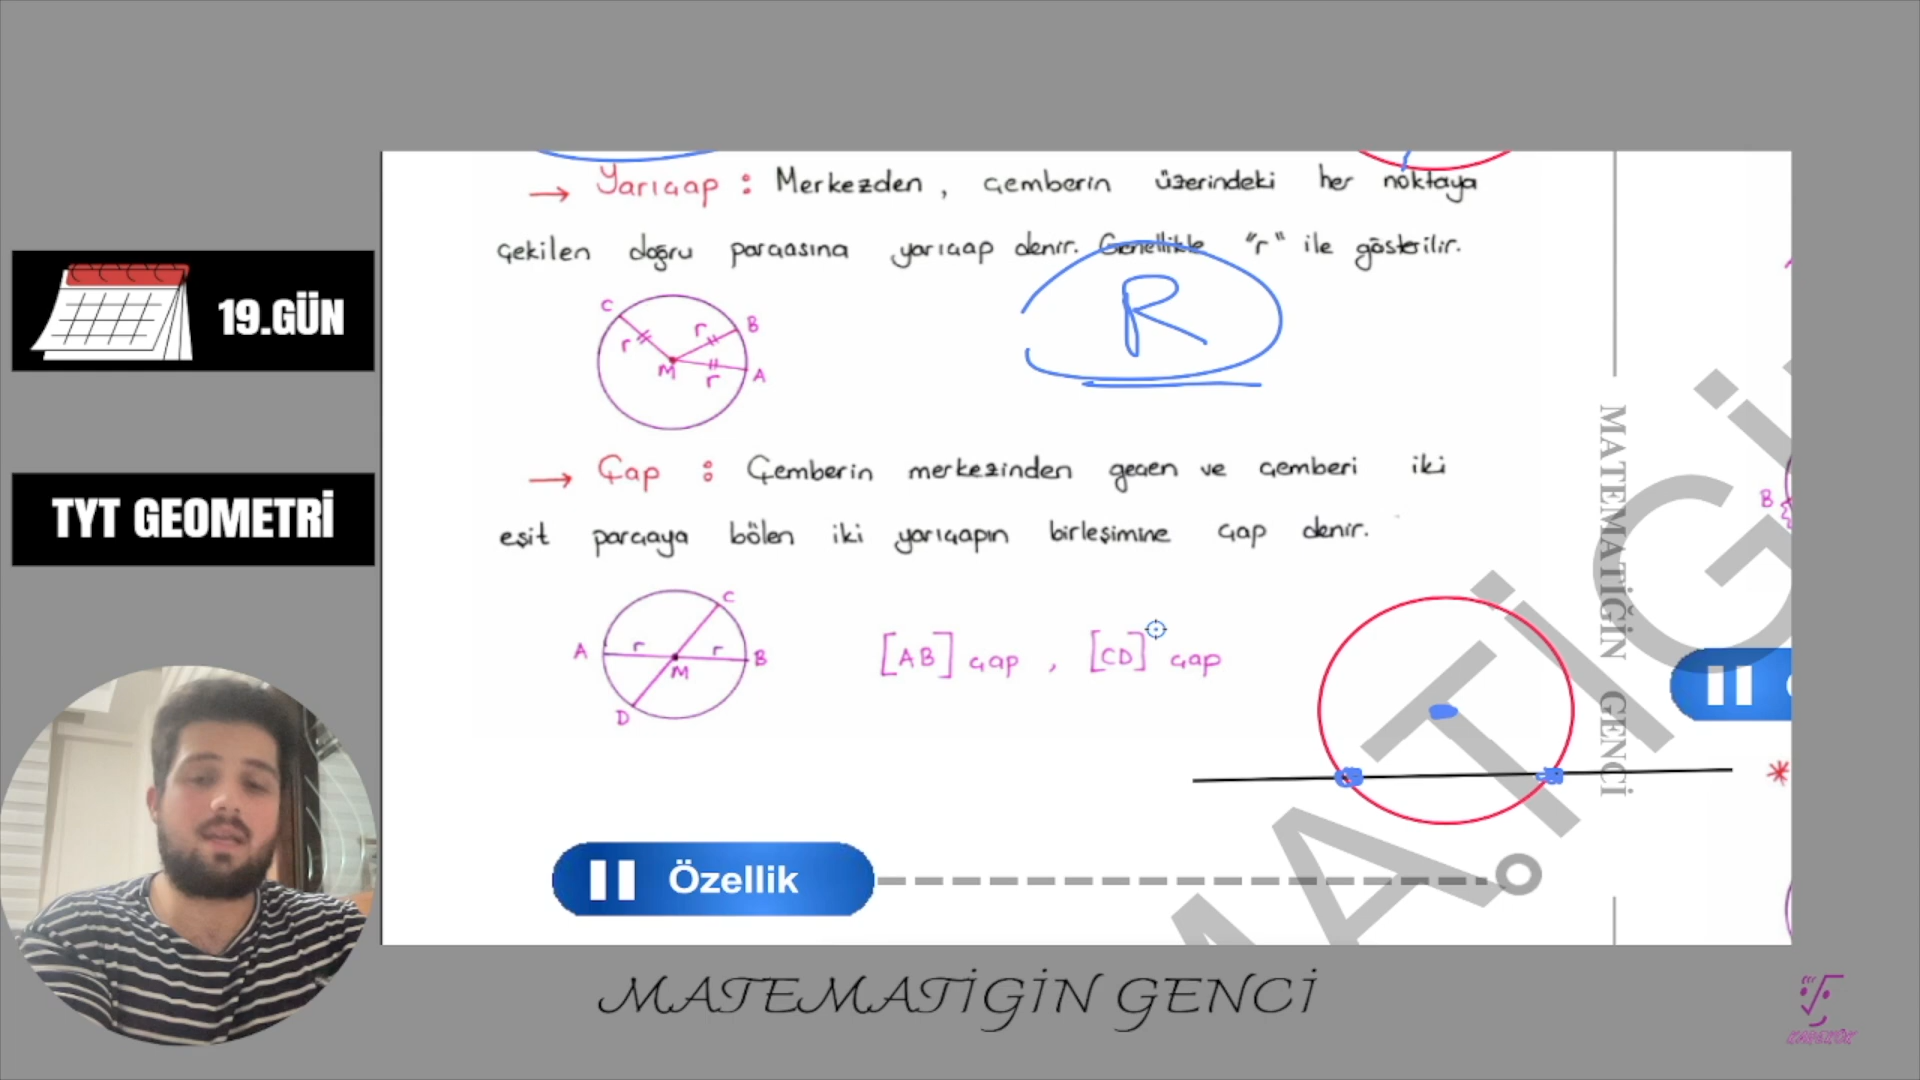 → Yarıçap : Merkezden, çemberin üzerindeki her noktaya
çekilen doğru parçasına yarıçap denir. Genellikle "r" ile gösterilir.
R
C
r
B
r
M
r
A
→ Çap : Çemberin merkezinden geçen ve çemberi iki
eşit parçaya bölen iki yarıçapın birleşimine çap denir.
C
A r r B
M
D
[AB] çap , [CD] çap
Özellik
19.GÜN
TYT GEOMETRİ
MATEMATİĞİN GENCİ
B
*
MATEMATİGİN GENCİ
KAREKÖK